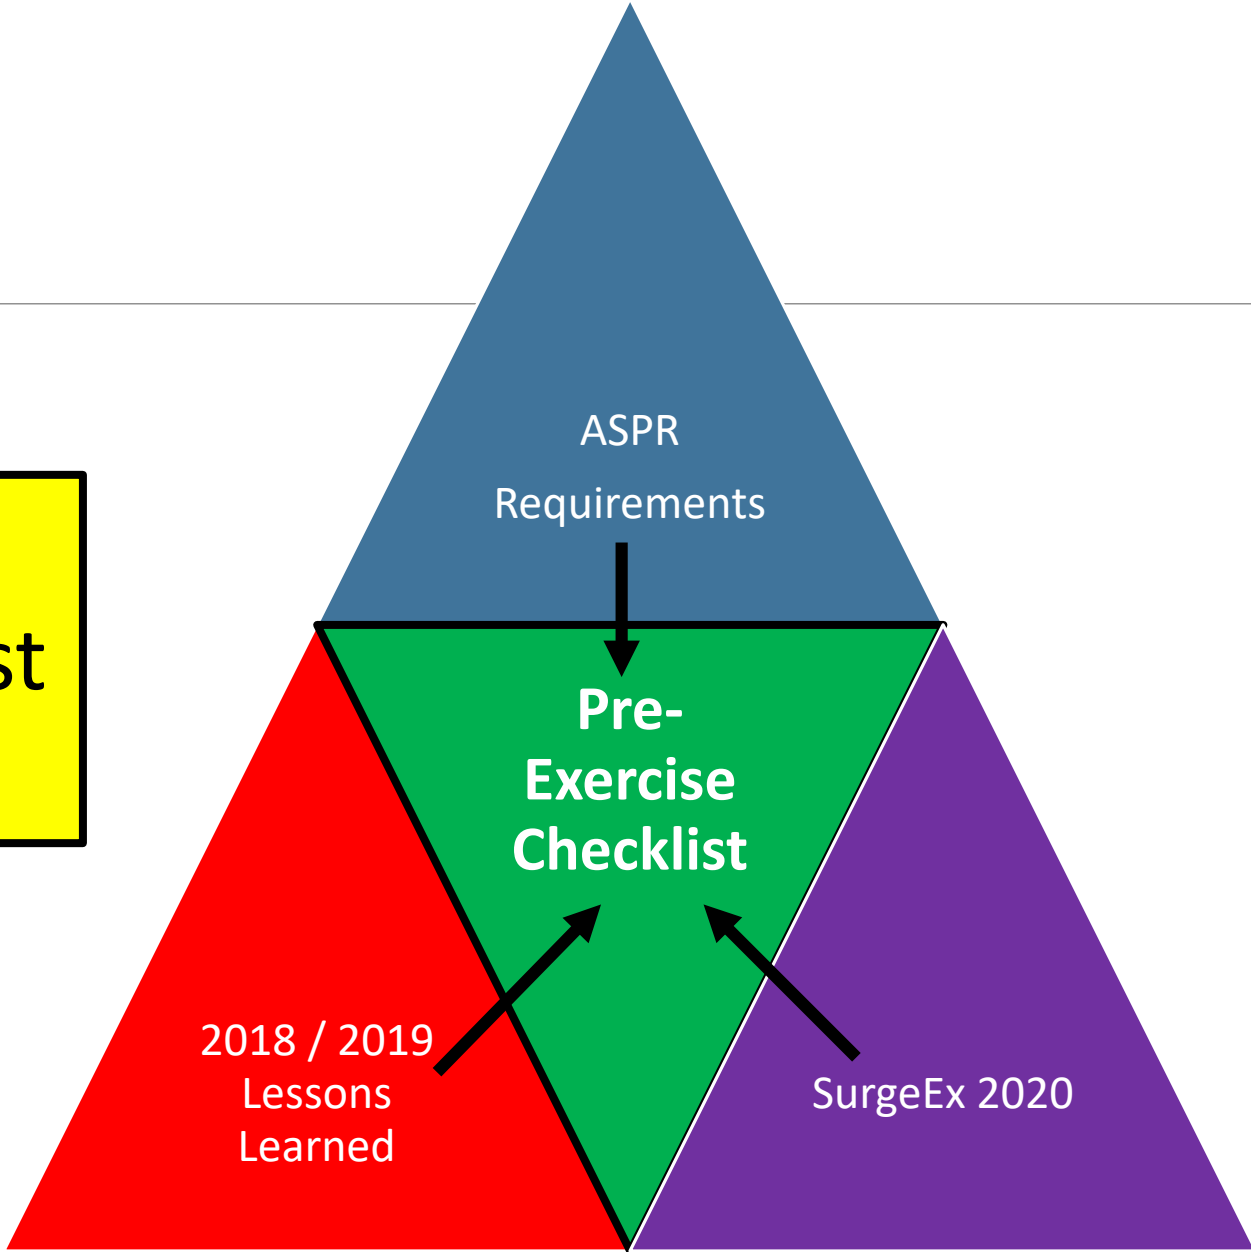 ASPR
Requirements
st
Pre-
Exercise
Checklist
2018 / 2019
Lessons
Learned
SurgeEx 2020